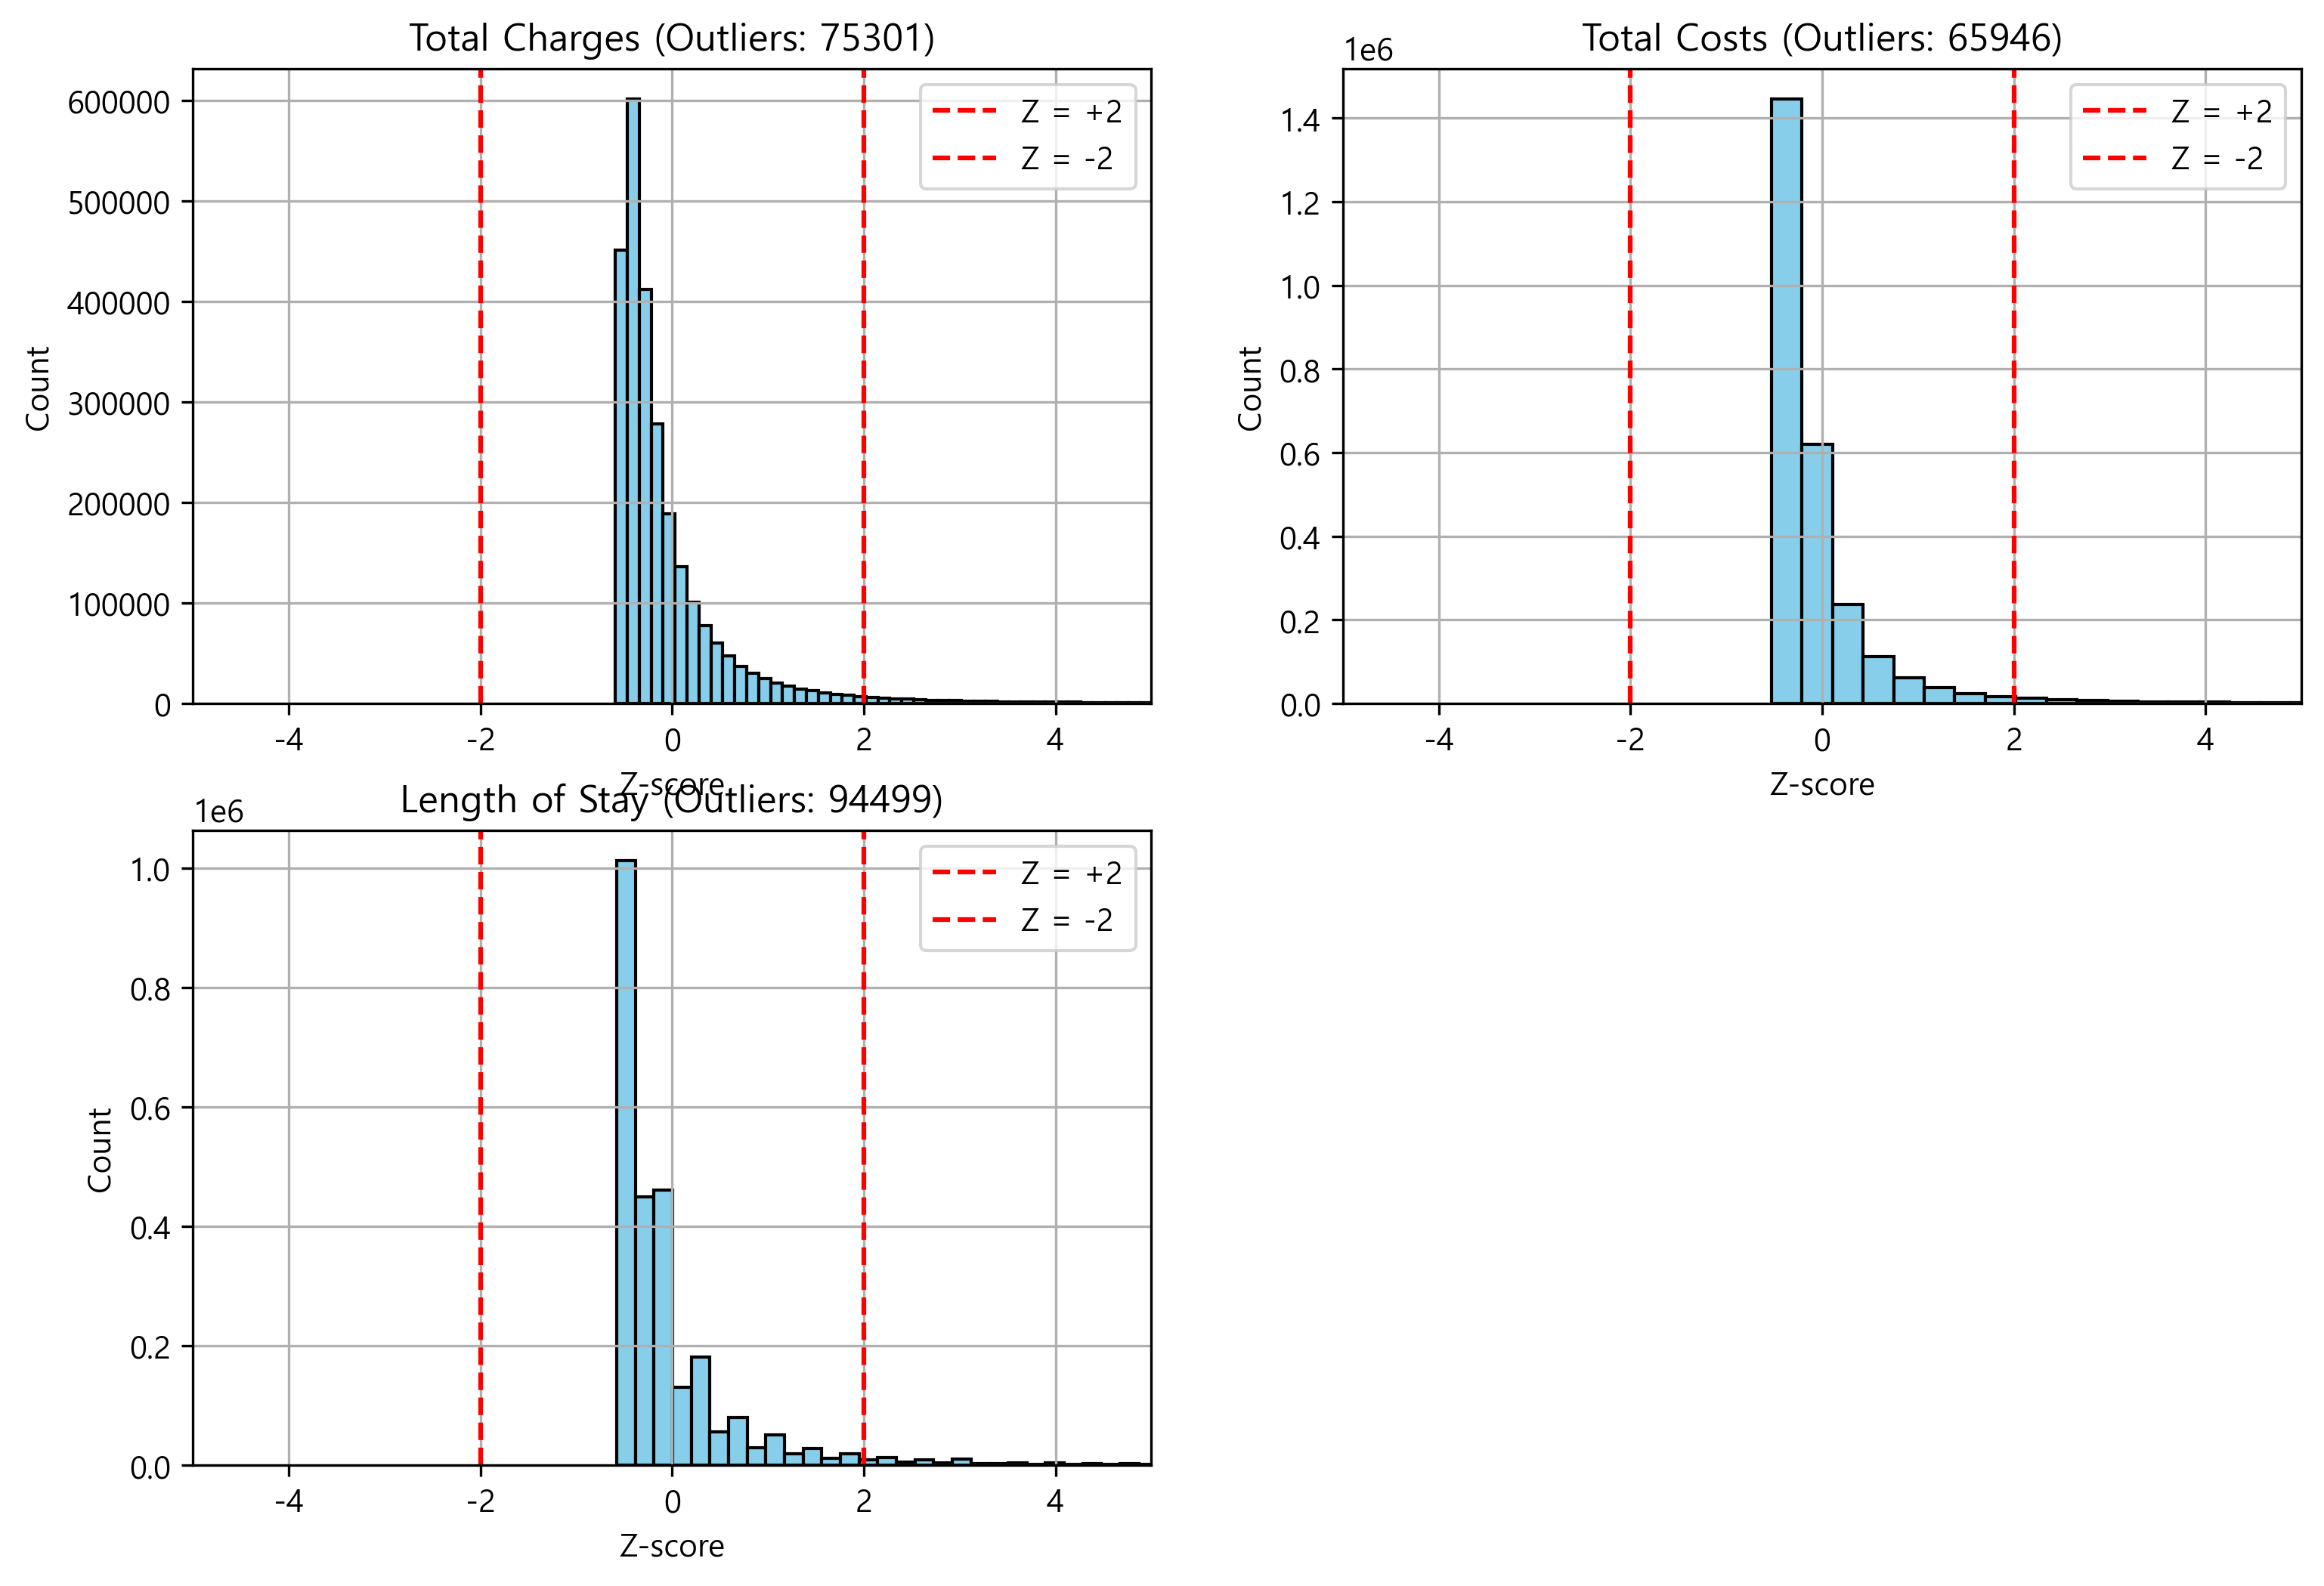 Total Charges (Outliers: 75301)
600000
500000
400000
300000
200000
100000
0
Count
-4 -2 0 2 4
Z-score
Z = +2
Z = -2
Total Costs (Outliers: 65946)
1e6
1.4
1.2
1.0
0.8
0.6
0.4
0.2
0.0
Count
-4 -2 0 2 4
Z-score
Z = +2
Z = -2
Length of Stay (Outliers: 94499)
1e6
1.0
0.8
0.6
0.4
0.2
0.0
Count
-4 -2 0 2 4
Z-score
Z = +2
Z = -2